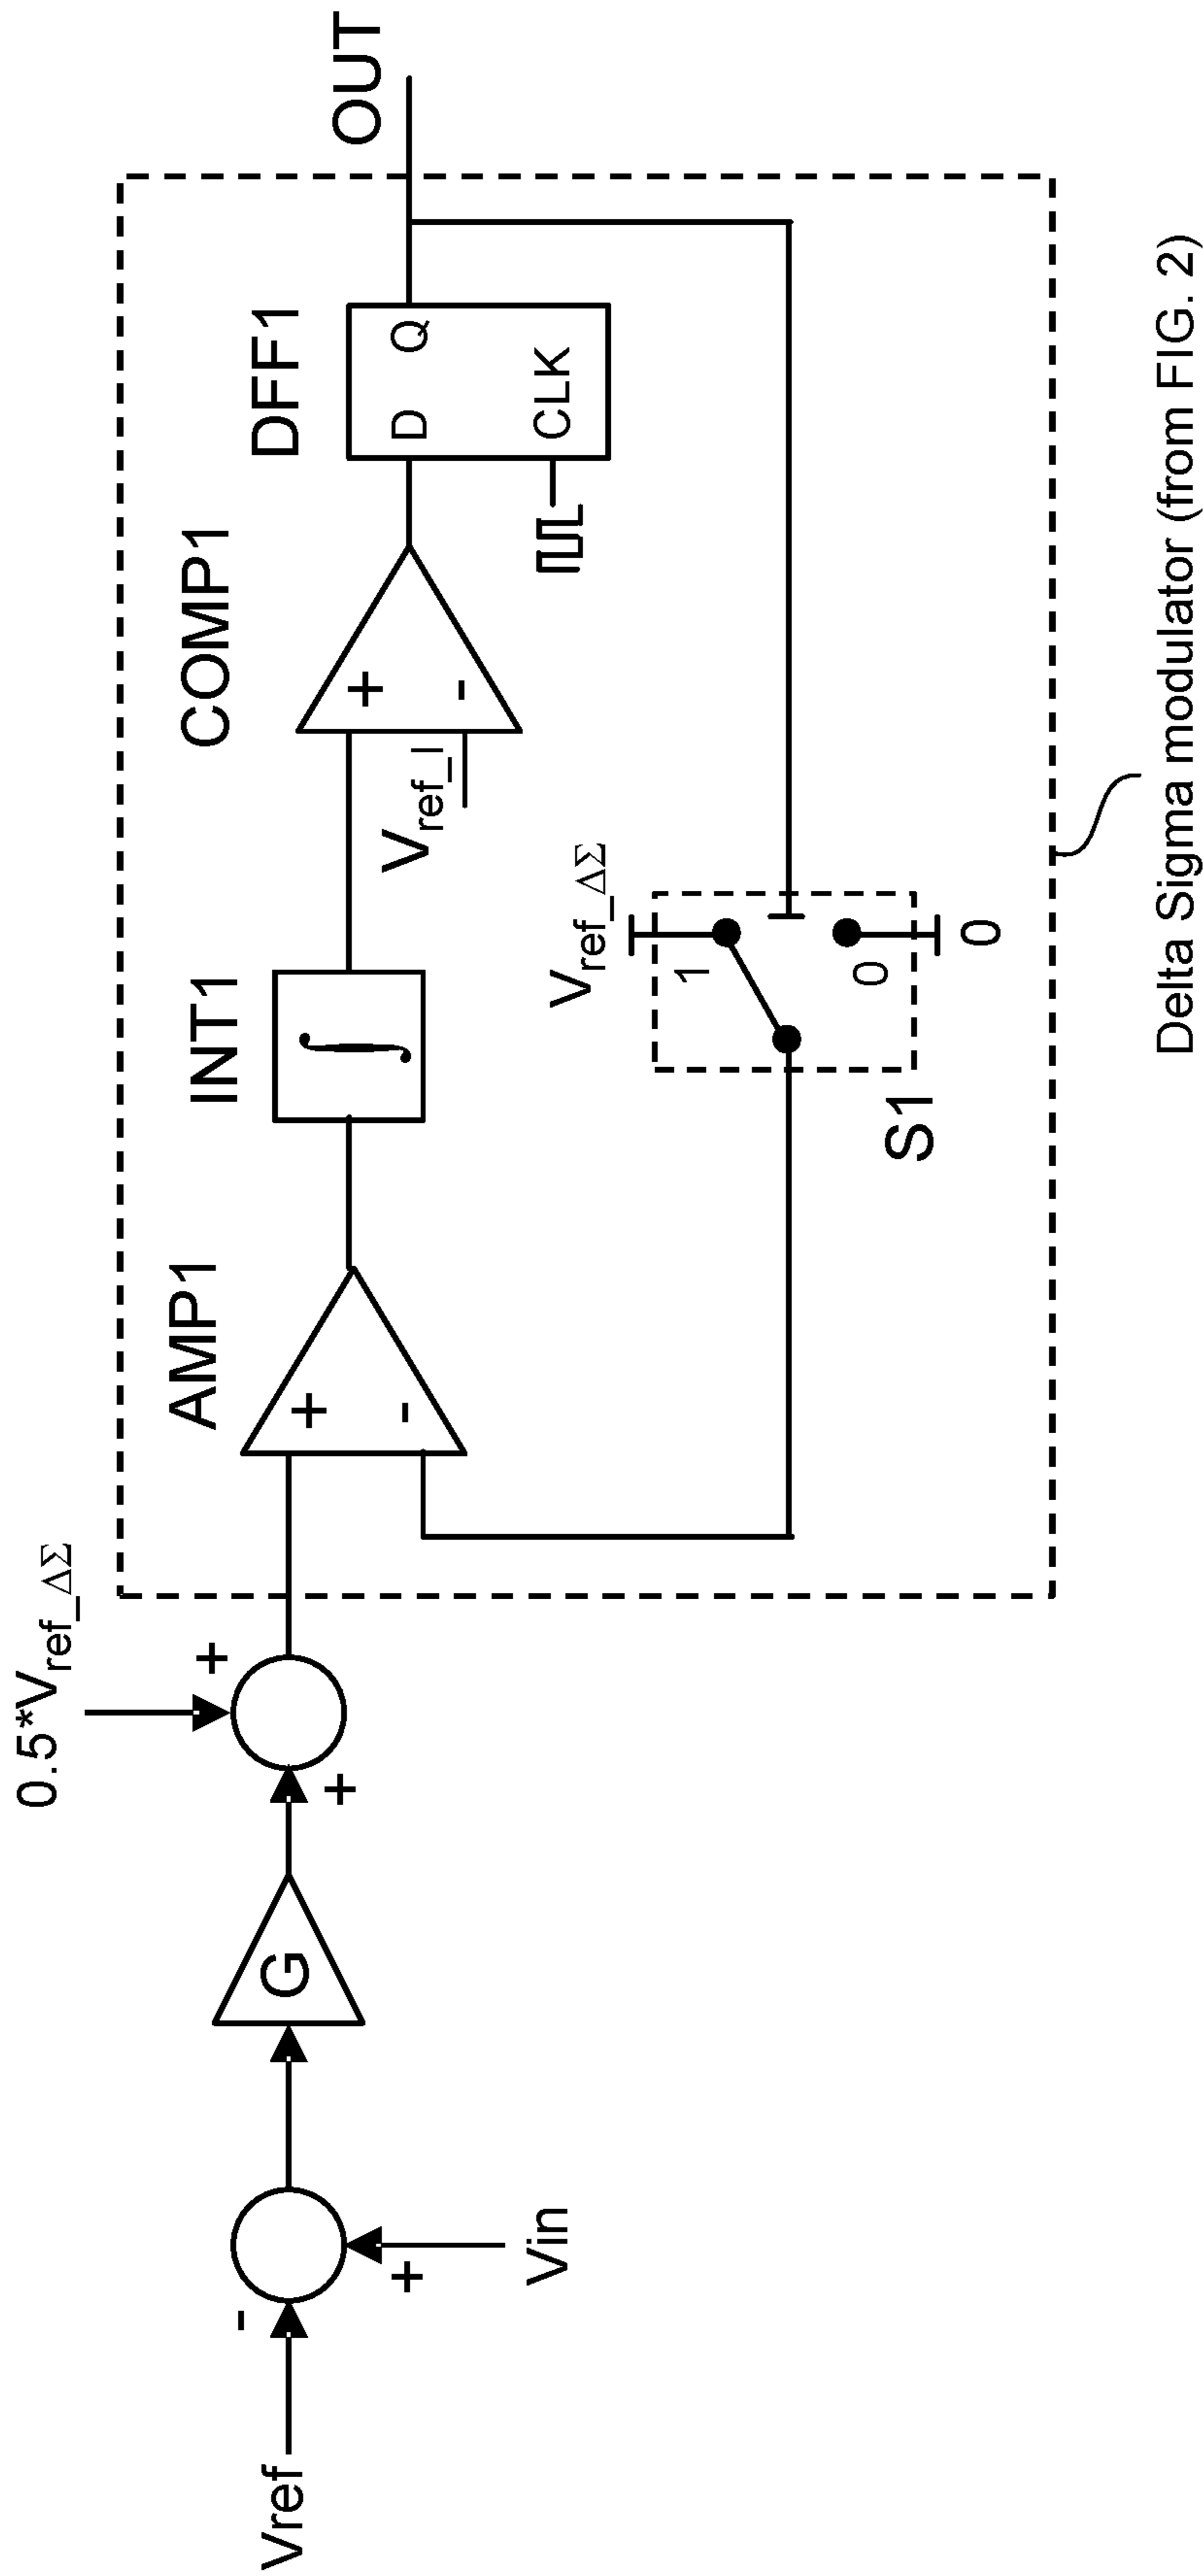 0.5*Vref_ΔΣ
AMP1
INT1
COMP1
DFF1
OUT
Vref
-
+
Vin
G
+
+
+
-
∫
+
-
Vref_I
D Q
CLK
Vref_ΔΣ
1
0
0
S1
Delta Sigma modulator (from FIG. 2)